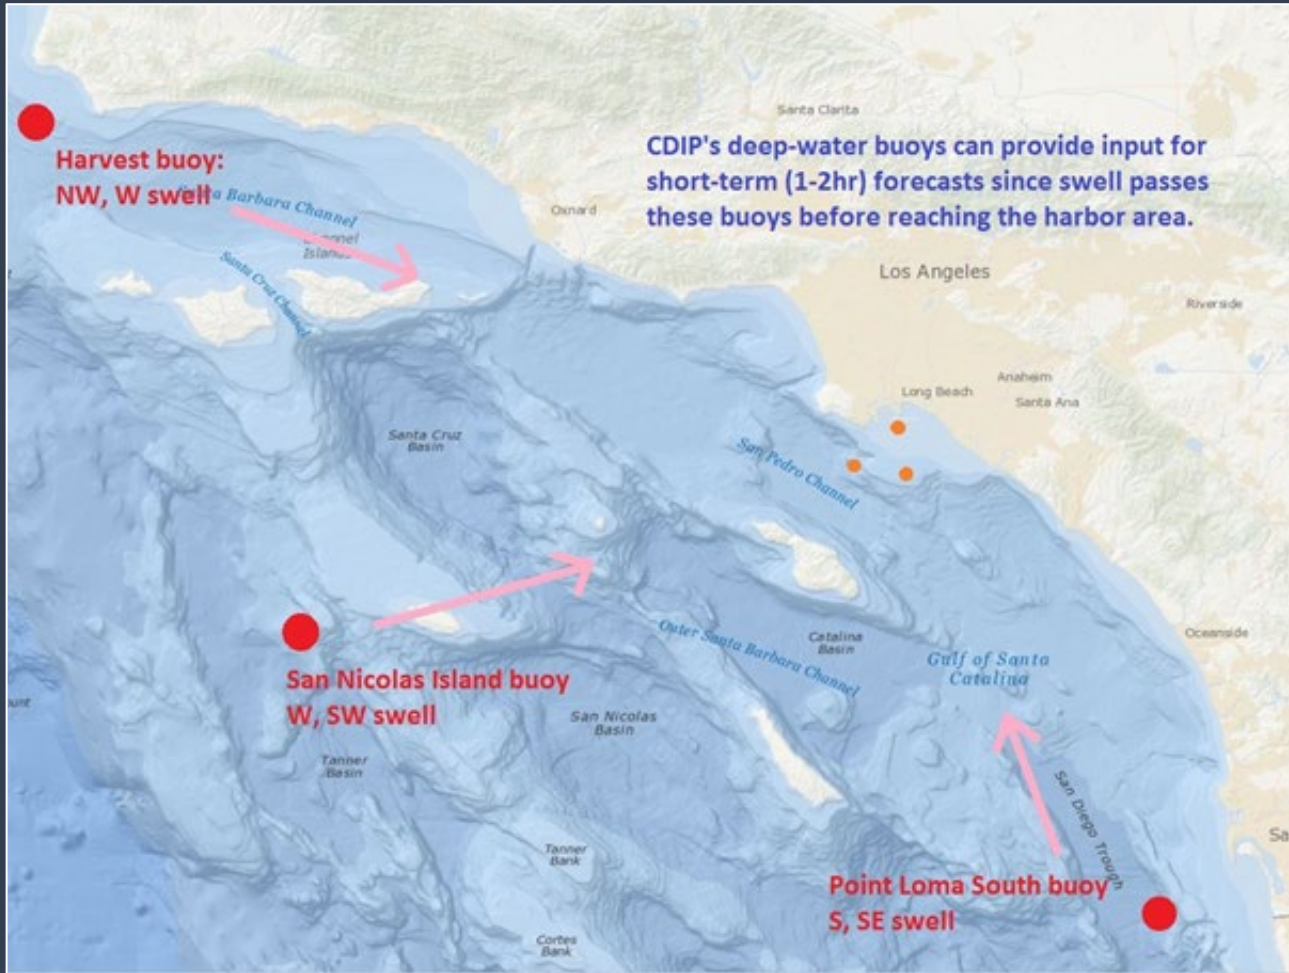 Santa Clarita
CDIP's deep-water buoys can provide input for
short-term (1-2hr) forecasts since swell passes
these buoys before reaching the harbor area.
Harvest buoy:
NW, W swell
Barbara Channel
Oxnard
Santa Cruz Channel
Los Angeles
Riverside
Anaheim
Long Beach
Santa Ana
Santa Cruz
Basin
San Pedro Channel
Outer Santa Barbara Channel
Catalina
Basin
Oceanside
Gulf of Santa
Catalina
San Nicolas Island buoy
W, SW swell
San Nicolas
Basin
Tanner
Basin
San Diego Trough
Tanner
Bank
Point Loma South buoy
S, SE swell
Cortes
Bank